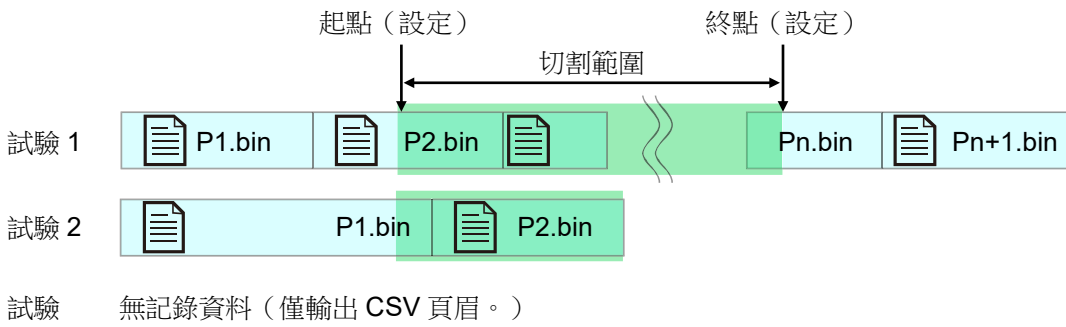 起點（設定） 終點（設定）
切割範圍
試驗 1 P1.bin P2.bin Pn.bin Pn+1.bin
試驗 2 P1.bin P2.bin
試驗 無記錄資料（僅輸出 CSV 頁眉。）